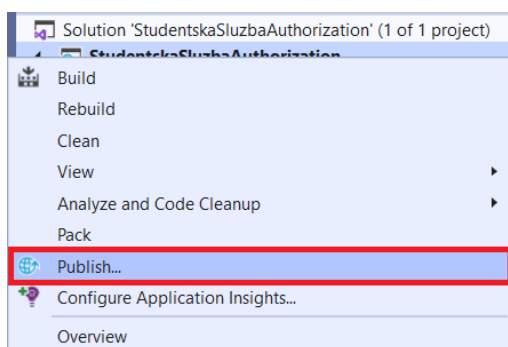 Solution 'StudentskaSluzbaAuthorization' (1 of 1 project)
StudentskaSluzbaAuthorization
Build
Rebuild
Clean
View
Analyze and Code Cleanup
Pack
Publish...
Configure Application Insights...
Overview